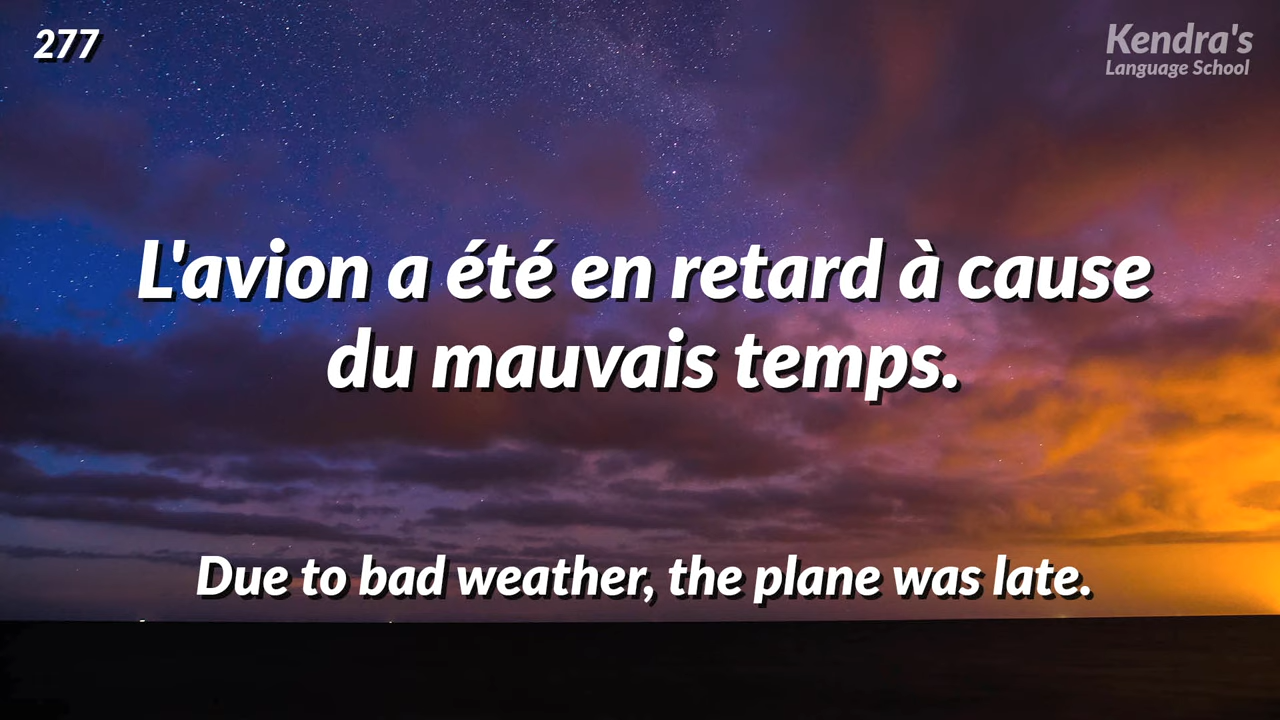 277
Kendra's
Language School
L'avion a été en retard à cause
du mauvais temps.
Due to bad weather, the plane was late.